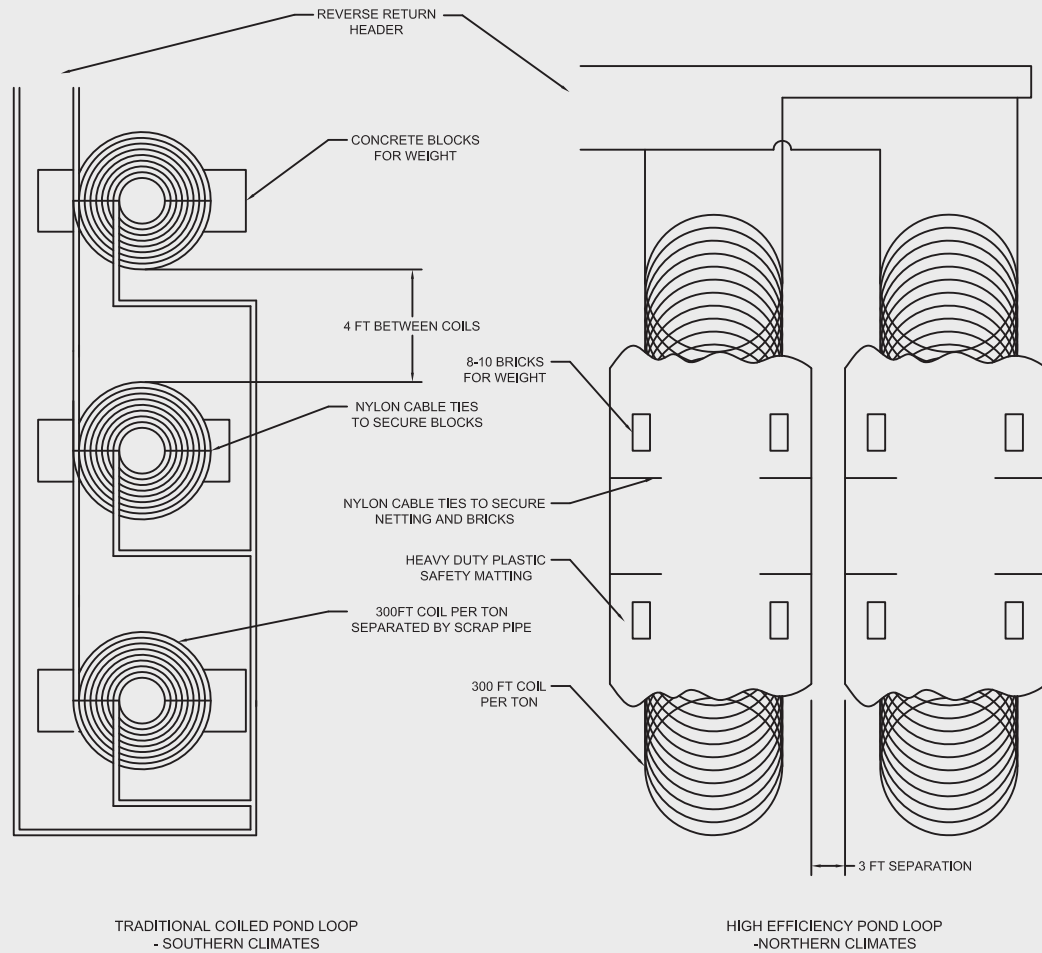 REVERSE RETURN
HEADER
CONCRETE BLOCKS
FOR WEIGHT
4 FT BETWEEN COILS
8-10 BRICKS
FOR WEIGHT
NYLON CABLE TIES
TO SECURE BLOCKS
NYLON CABLE TIES TO SECURE
NETTING AND BRICKS
HEAVY DUTY PLASTIC
SAFETY MATTING
300FT COIL PER TON
SEPARATED BY SCRAP PIPE
300 FT COIL
PER TON
3 FT SEPARATION
TRADITIONAL COILED POND LOOP
- SOUTHERN CLIMATES
HIGH EFFICIENCY POND LOOP
-NORTHERN CLIMATES